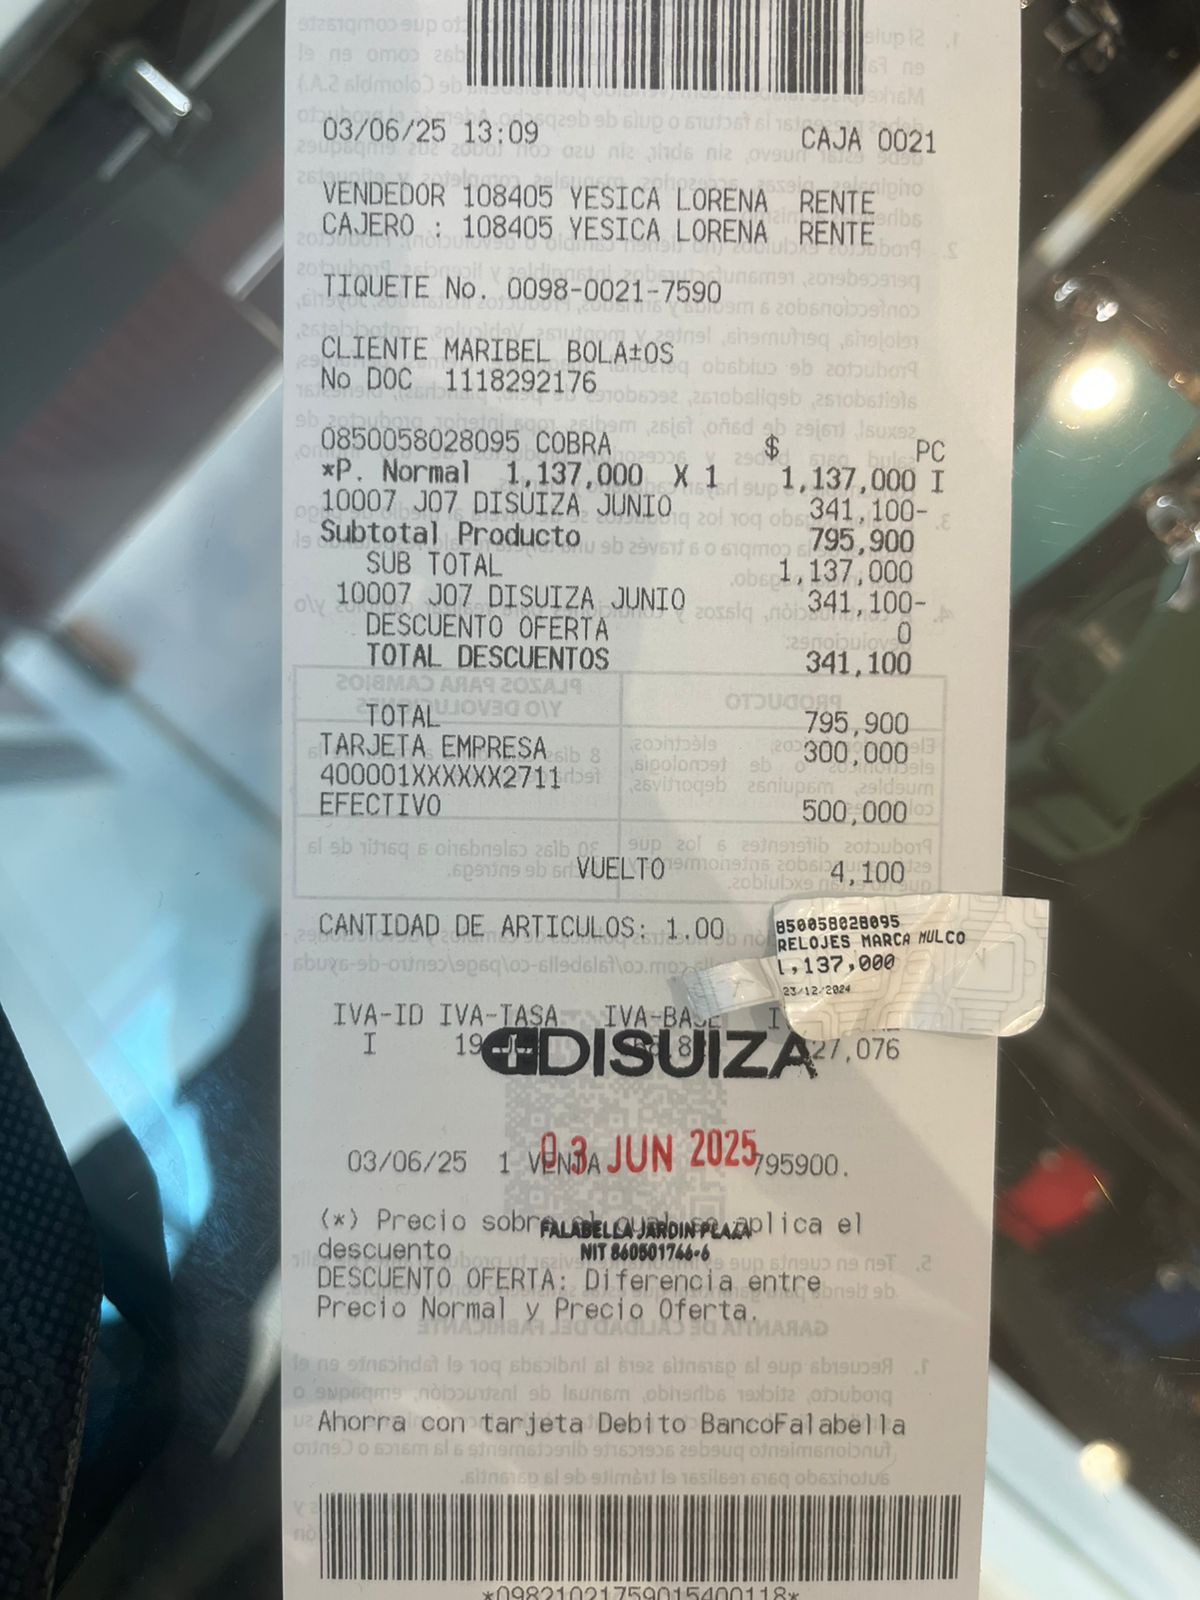 03/06/25 13:09 CAJA 0021
VENDEDOR 108405 YESICA LORENA RENTE
CAJERO : 108405 YESICA LORENA RENTE
TIQUETE No. 0098-0021-7590
CLIENTE MARIBEL BOLA±OS
No DOC 1118292176
0850058028095 COBRA $ PC
*P. Normal 1,137,000 X 1 1,137,000 I
10007 J07 DISUIZA JUNIO 341,100-
Subtotal Producto 795,900
SUB TOTAL 1,137,000
10007 J07 DISUIZA JUNIO 341,100-
DESCUENTO OFERTA 0
TOTAL DESCUENTOS 341,100
TOTAL 795,900
TARJETA EMPRESA 300,000
400001XXXXXX2711
EFECTIVO 500,000
VUELTO 4,100
CANTIDAD DE ARTICULOS: 1.00
850058028095
RELOJES MARCA MULCO
1,137,000
23/12/2024
IVA-ID IVA-TASA IVA-BASE
I 27,076
DISUIZA
03 JUN 2025
03/06/25 1 VENTA 795900.
(*) Precio sobre el cual se aplica el
FALABELLA JARDIN PLAZA
descuento
NIT 860501746-6
DESCUENTO OFERTA: Diferencia entre
Precio Normal y Precio Oferta.
Ahorra con tarjeta Debito BancoFalabella
*098210217590154001 18*